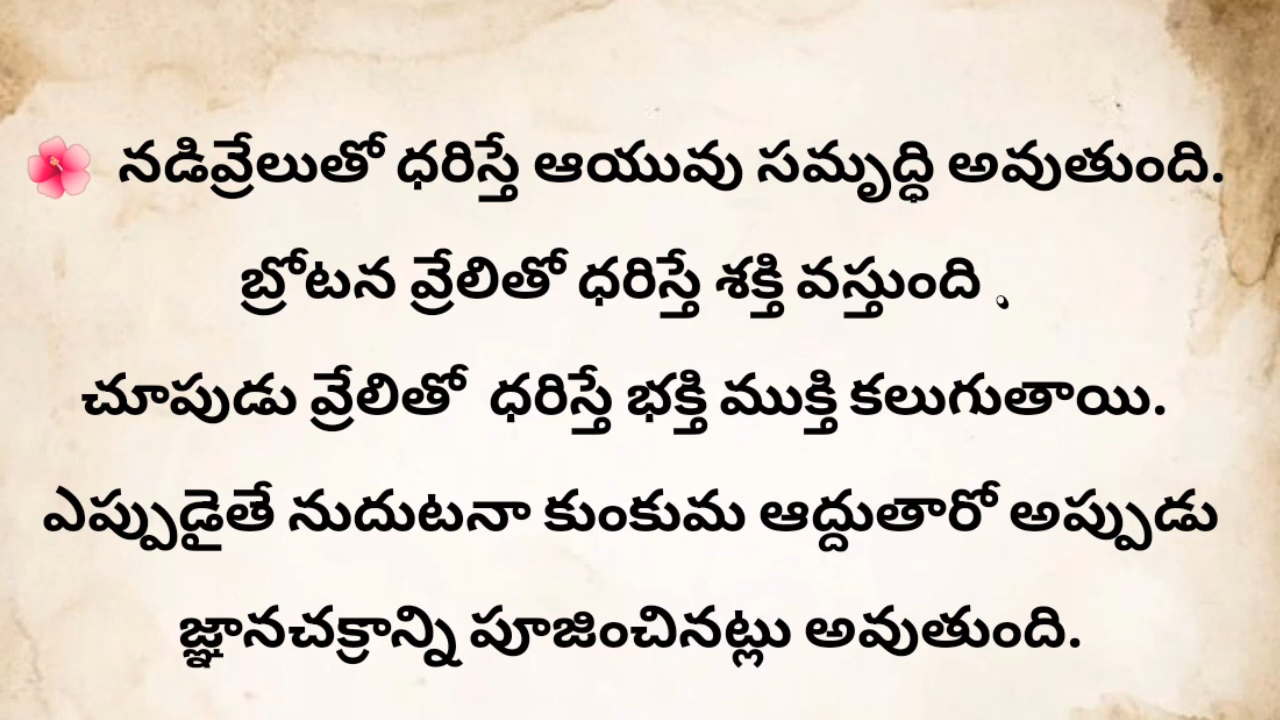 🌺 నడివ్రేలుతో ధరిస్తే ఆయువు సమృద్ధి అవుతుంది.
బ్రోటన వ్రేలితో ధరిస్తే శక్తి వస్తుంది .
చూపుడు వ్రేలితో ధరిస్తే భక్తి ముక్తి కలుగుతాయి.
ఎప్పుడైతే నుదుటనా కుంకుమ ఆద్దుతారో అప్పుడు
జ్ఞానచక్రాన్ని పూజించినట్లు అవుతుంది.